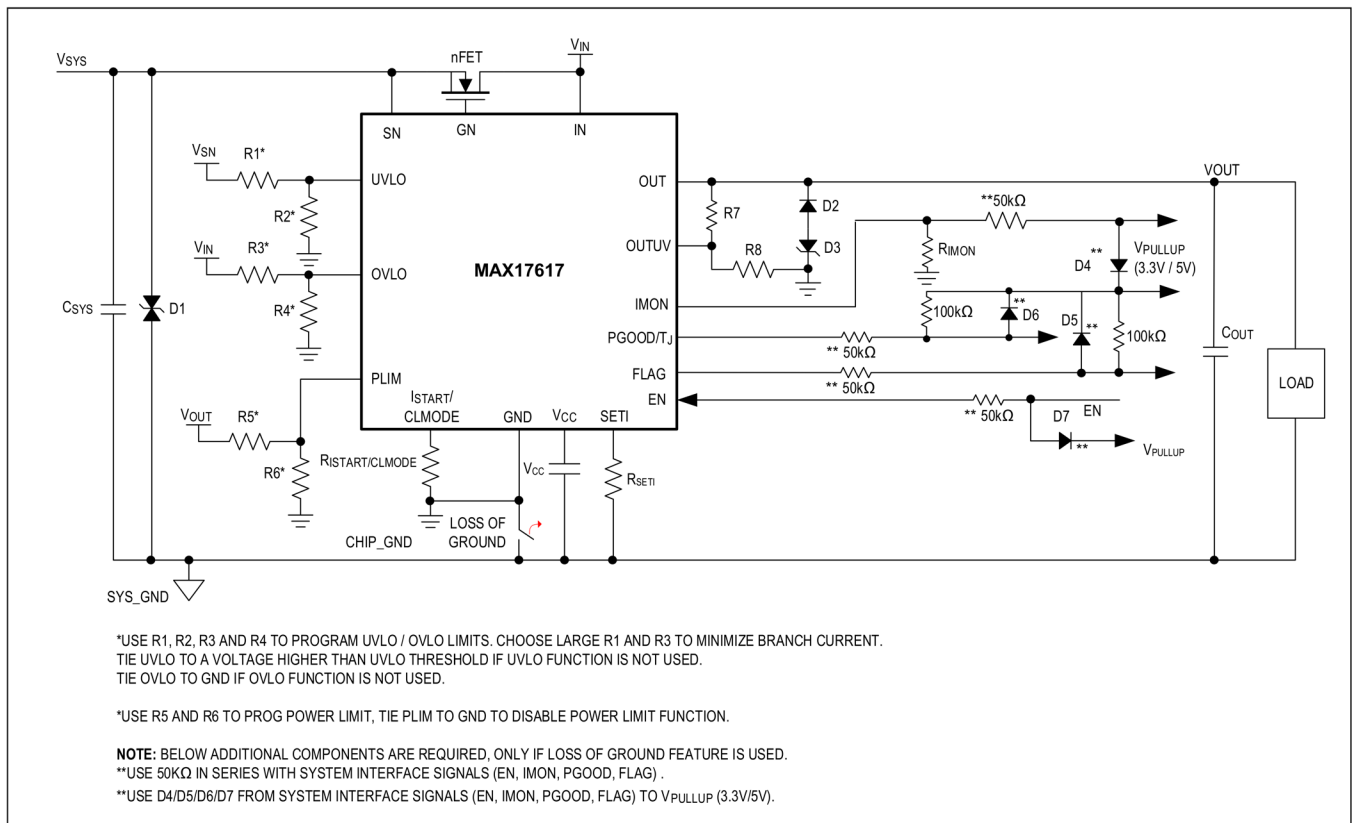 VSYS
nFET
VIN
SN
GN
IN
VSN
R1*
UVLO
R2*
VIN
R3*
OVLO
R4*
CSYS
D1
MAX17617
OUT
OUTUV
IMON
PGOOD/TJ
FLAG
EN
R7
R8
D2
D3
VOUT
**50kΩ
RIMON
**
D4
VPULLUP
(3.3V / 5V)
100kΩ
**
D6
D5
**
100kΩ
** 50kΩ
** 50kΩ
** 50kΩ
EN
D7
**
VPULLUP
COUT
LOAD
PLIM
VOUT
R5*
R6*
ISTART/
CLMODE
GND
VCC
SETI
RISTART/CLMODE
VCC
RSETI
LOSS OF
GROUND
CHIP_GND
SYS_GND
*USE R1, R2, R3 AND R4 TO PROGRAM UVLO / OVLO LIMITS. CHOOSE LARGE R1 AND R3 TO MINIMIZE BRANCH CURRENT.
TIE UVLO TO A VOLTAGE HIGHER THAN UVLO THRESHOLD IF UVLO FUNCTION IS NOT USED.
TIE OVLO TO GND IF OVLO FUNCTION IS NOT USED.
*USE R5 AND R6 TO PROG POWER LIMIT, TIE PLIM TO GND TO DISABLE POWER LIMIT FUNCTION.
NOTE: BELOW ADDITIONAL COMPONENTS ARE REQUIRED, ONLY IF LOSS OF GROUND FEATURE IS USED.
**USE 50KΩ IN SERIES WITH SYSTEM INTERFACE SIGNALS (EN, IMON, PGOOD, FLAG) .
**USE D4/D5/D6/D7 FROM SYSTEM INTERFACE SIGNALS (EN, IMON, PGOOD, FLAG) TO VPULLUP (3.3V/5V).